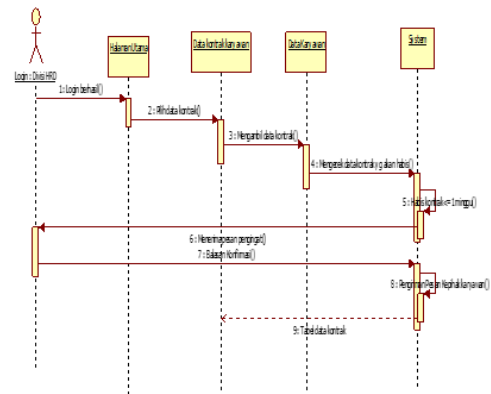 Halaman Utama
Data kontrak karyawan
Data Karyawan
Sistem
Login : Divisi HRD
1 : Login berhasil()
2 : Pilih data kontrak()
3 : Mengambil data kontrak()
4 : Mengecek data kontrak yg akan habis()
5 : Habis kontrak <= 1 minggu()
6 : Menerima pesan pengingat()
7 : Balasan Konfirmasi()
8 : Pengiriman Pesan Kepihak karyawan()
9 : Tabel data kontrak